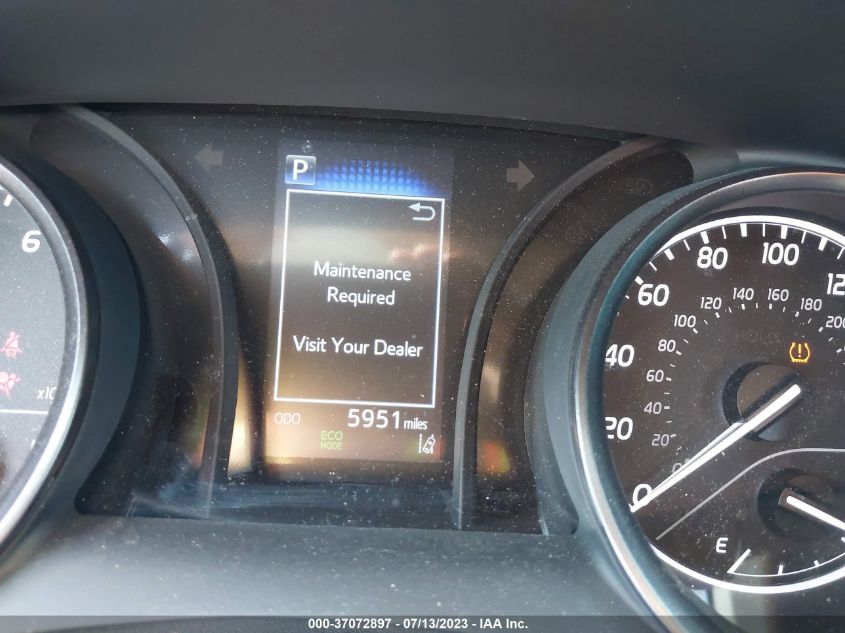 P
Maintenance
Required
Visit Your Dealer
ODO 5951 miles
ECO
MODE
6
0 20 40 60 80 100
20 40 60 80 100 120 140 160 180
E
000-37072897 - 07/13/2023 - IAA Inc.